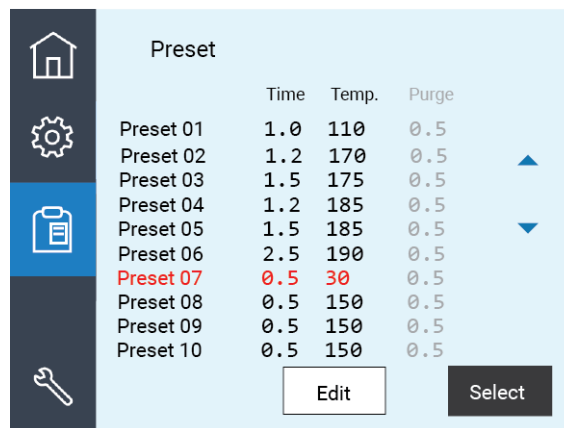 Preset
Time Temp. Purge
Preset 01 1.0 110 0.5
Preset 02 1.2 170 0.5
Preset 03 1.5 175 0.5
Preset 04 1.2 185 0.5
Preset 05 1.5 185 0.5
Preset 06 2.5 190 0.5
Preset 07 0.5 30 0.5
Preset 08 0.5 150 0.5
Preset 09 0.5 150 0.5
Preset 10 0.5 150 0.5
Edit Select